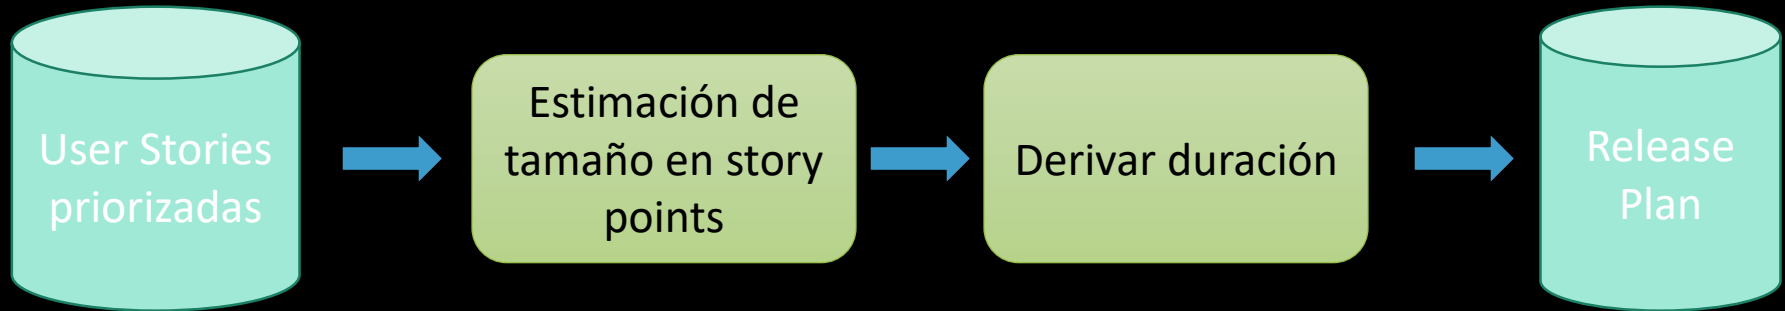 User Stories
priorizadas
Estimación de
tamaño en story
points
Derivar duración
Release
Plan